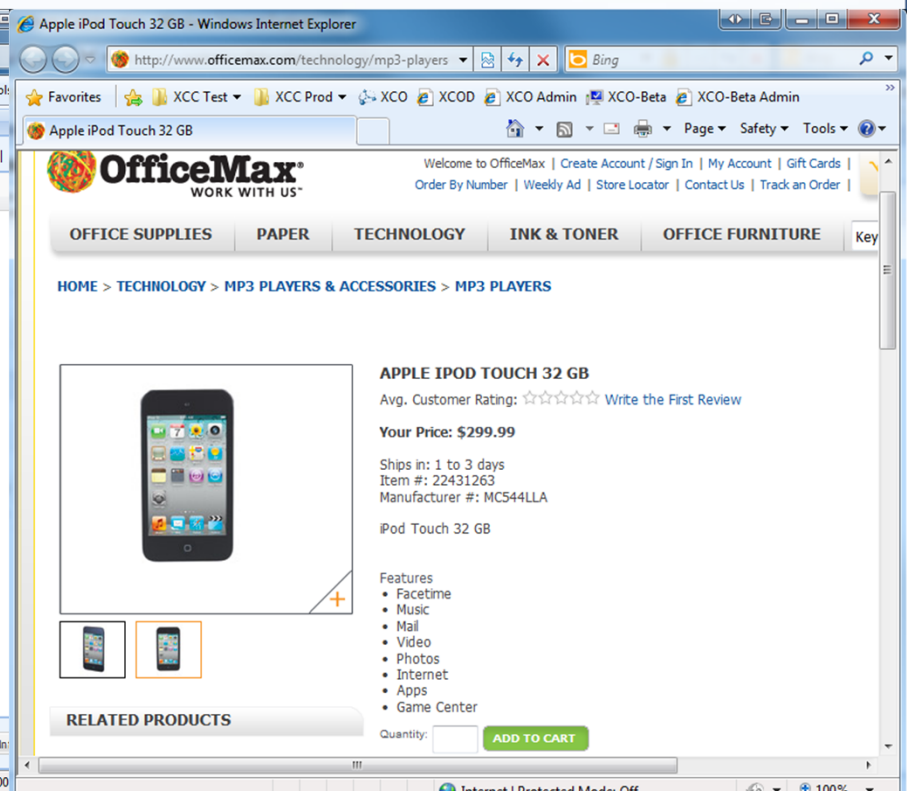 Apple iPod Touch 32 GB - Windows Internet Explorer
http://www.officemax.com/technology/mp3-players
Bing
Favorites XCC Test XCC Prod XCO XCOD XCO Admin XCO-Beta XCO-Beta Admin
Apple iPod Touch 32 GB
Page Safety Tools
OfficeMax®
WORK WITH US™
Welcome to OfficeMax | Create Account / Sign In | My Account | Gift Cards |
Order By Number | Weekly Ad | Store Locator | Contact Us | Track an Order |
OFFICE SUPPLIES PAPER TECHNOLOGY INK & TONER OFFICE FURNITURE Key
HOME > TECHNOLOGY > MP3 PLAYERS & ACCESSORIES > MP3 PLAYERS
APPLE IPOD TOUCH 32 GB
Avg. Customer Rating: Write the First Review
Your Price: $299.99
Ships in: 1 to 3 days
Item #: 22431263
Manufacturer #: MC544LLA
iPod Touch 32 GB
Features
• Facetime
• Music
• Mail
• Video
• Photos
• Internet
• Apps
• Game Center
Quantity: ADD TO CART
RELATED PRODUCTS
Internet | Protected Mode: Off
100%